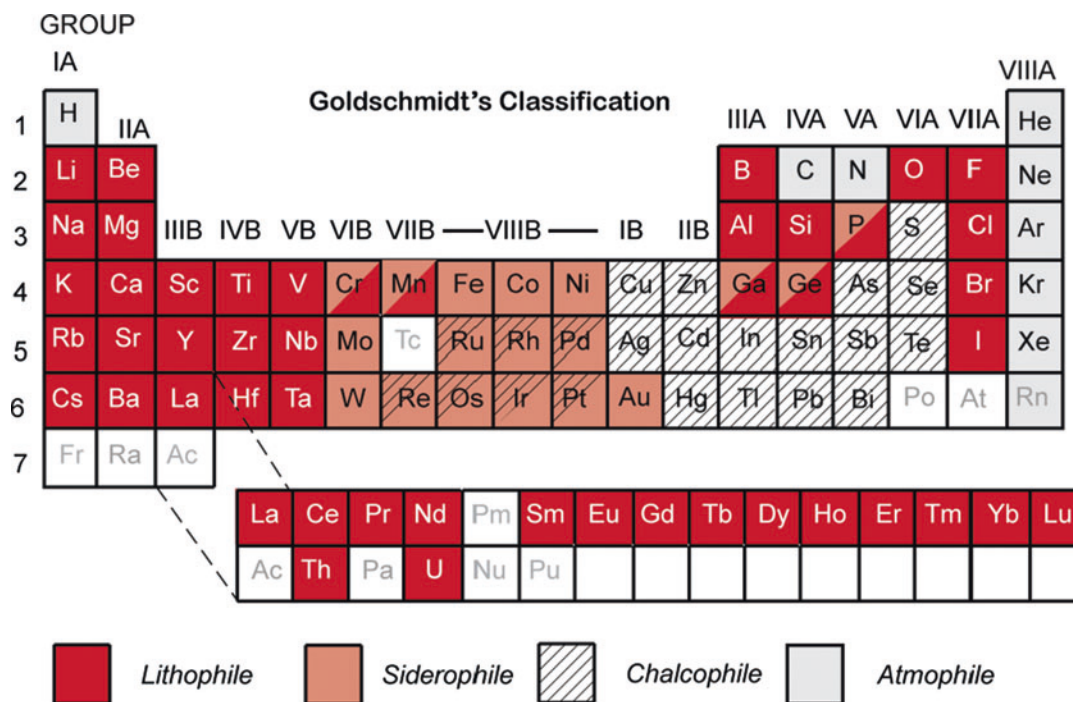 GROUP
IA
VIIIA
Goldschmidt's Classification
1 H IIA IIIA IVA VA VIA VIIA He
2 Li Be B C N O F Ne
3 Na Mg IIIB IVB VB VIB VIIB VIIIB IB IIB Al Si P S Cl Ar
4 K Ca Sc Ti V Cr Mn Fe Co Ni Cu Zn Ga Ge As Se Br Kr
5 Rb Sr Y Zr Nb Mo Tc Ru Rh Pd Ag Cd In Sn Sb Te I Xe
6 Cs Ba La Hf Ta W Re Os Ir Pt Au Hg Tl Pb Bi Po At Rn
7 Fr Ra Ac
La Ce Pr Nd Pm Sm Eu Gd Tb Dy Ho Er Tm Yb Lu
Ac Th Pa U Nu Pu
Lithophile Siderophile Chalcophile Atmophile